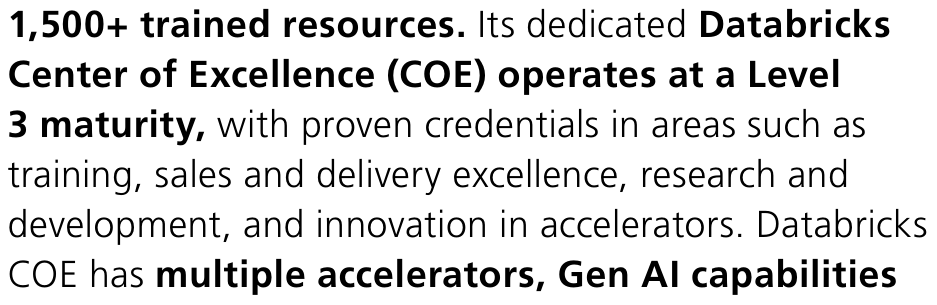 1,500+ trained resources. Its dedicated Databricks
Center of Excellence (COE) operates at a Level
3 maturity, with proven credentials in areas such as
training, sales and delivery excellence, research and
development, and innovation in accelerators. Databricks
COE has multiple accelerators, Gen AI capabilities